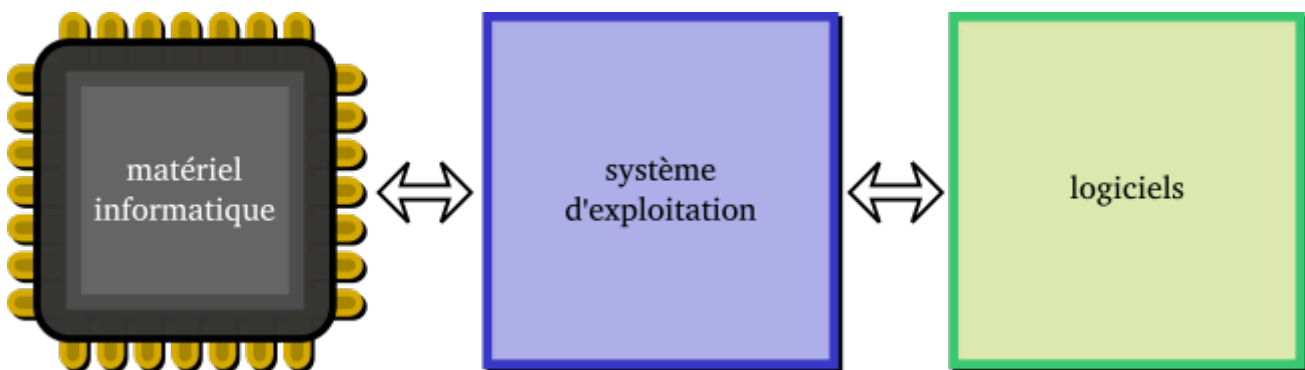 matériel
informatique
système
d'exploitation
logiciels